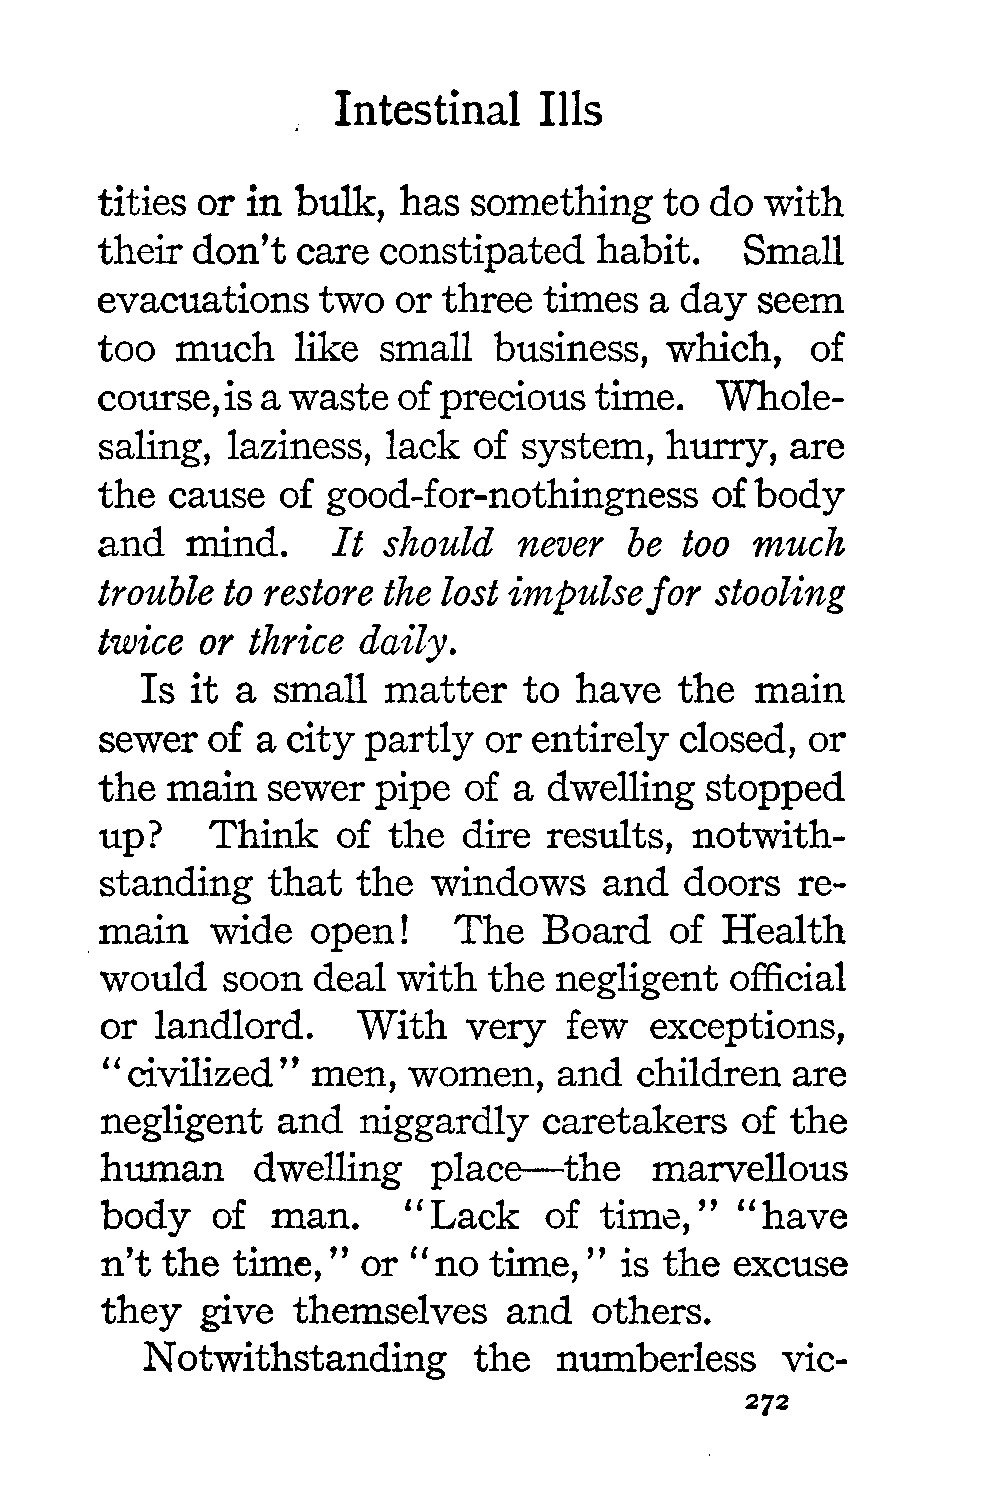 Intestinal Ills
tities or in bulk, has something to do with
their don't care constipated habit. Small
evacuations two or three times a day seem
too much like small business, which, of
course, is a waste of precious time. Whole-
saling, laziness, lack of system, hurry, are
the cause of good-for-nothingness of body
and mind. It should never be too much
trouble to restore the lost impulse for stooling
twice or thrice daily.
Is it a small matter to have the main
sewer of a city partly or entirely closed, or
the main sewer pipe of a dwelling stopped
up? Think of the dire results, notwith-
standing that the windows and doors re-
main wide open! The Board of Health
would soon deal with the negligent official
or landlord. With very few exceptions,
"civilized" men, women, and children are
negligent and niggardly caretakers of the
human dwelling place—the marvellous
body of man. "Lack of time," "have
n't the time," or "no time," is the excuse
they give themselves and others.
Notwithstanding the numberless vic-
272